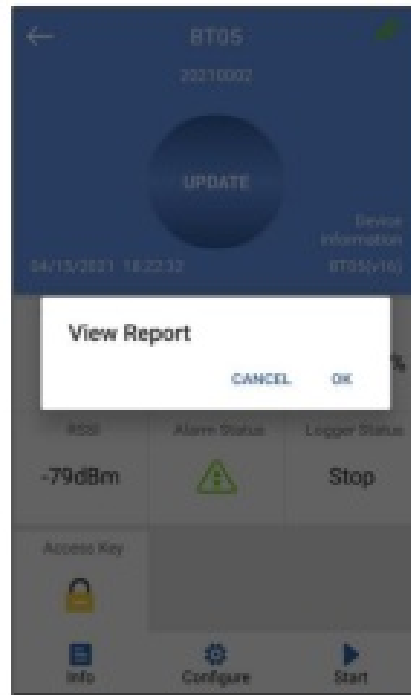 BT05
20210002
UPDATE
Device
Information
04/15/2021 18:22:32
BT05(v16)
View Report
CANCEL OK
%
RSSI Alarm Status Logger Status
-79dBm Stop
Access Key
Info Configure Start